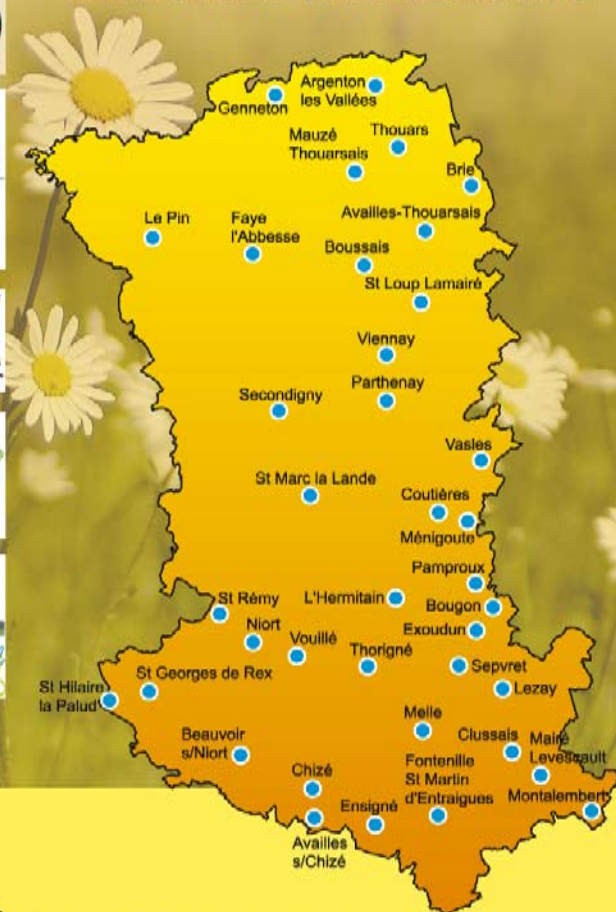 Argenton
les Vallées
Genneton
Thouars
Mauzé
Thouarsais
Brie
Availles-Thouarsais
Le Pin
Faye
l'Abbesse
Boussais
St Loup Lamairé
Viennay
Parthenay
Secondigny
Vasles
St Marc la Lande
Coutières
Ménigoute
Pamproux
L'Hermitain
St Rémy
Bougon
Exoudun
Niort
Vouillé
Thorigné
Sepvret
St Georges de Rex
St Hilaire
la Palud
Lezay
Melle
Clussais
Mairé
Levescault
Beauvoir
s/Niort
Fontenille
St Martin
d'Entraigues
Chizé
Montalembert
Ensigné
Availles
s/Chizé